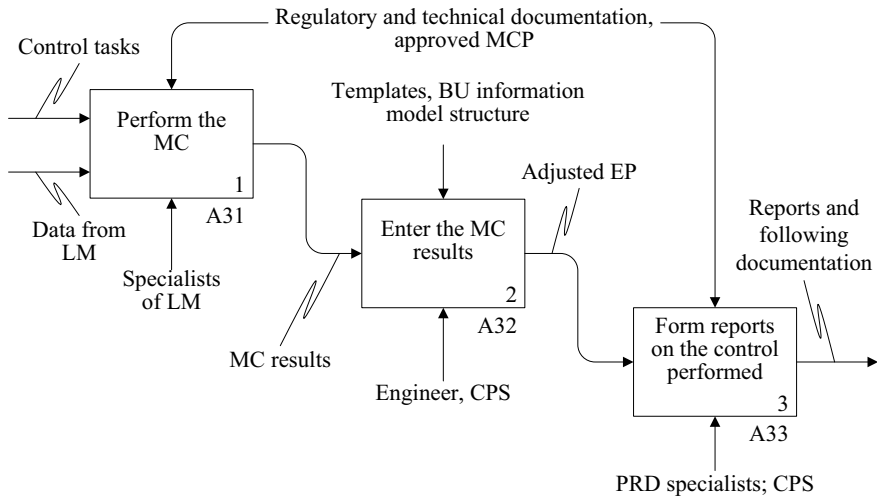 Regulatory and technical documentation,
approved MCP
Control tasks
Templates, BU information
model structure
Perform the
MC
1
A31
Data from
LM
Specialists
of LM
Adjusted EP
Enter the MC
results
2
A32
MC results
Engineer, CPS
Reports and
following
documentation
Form reports
on the control
performed
3
A33
PRD specialists; CPS